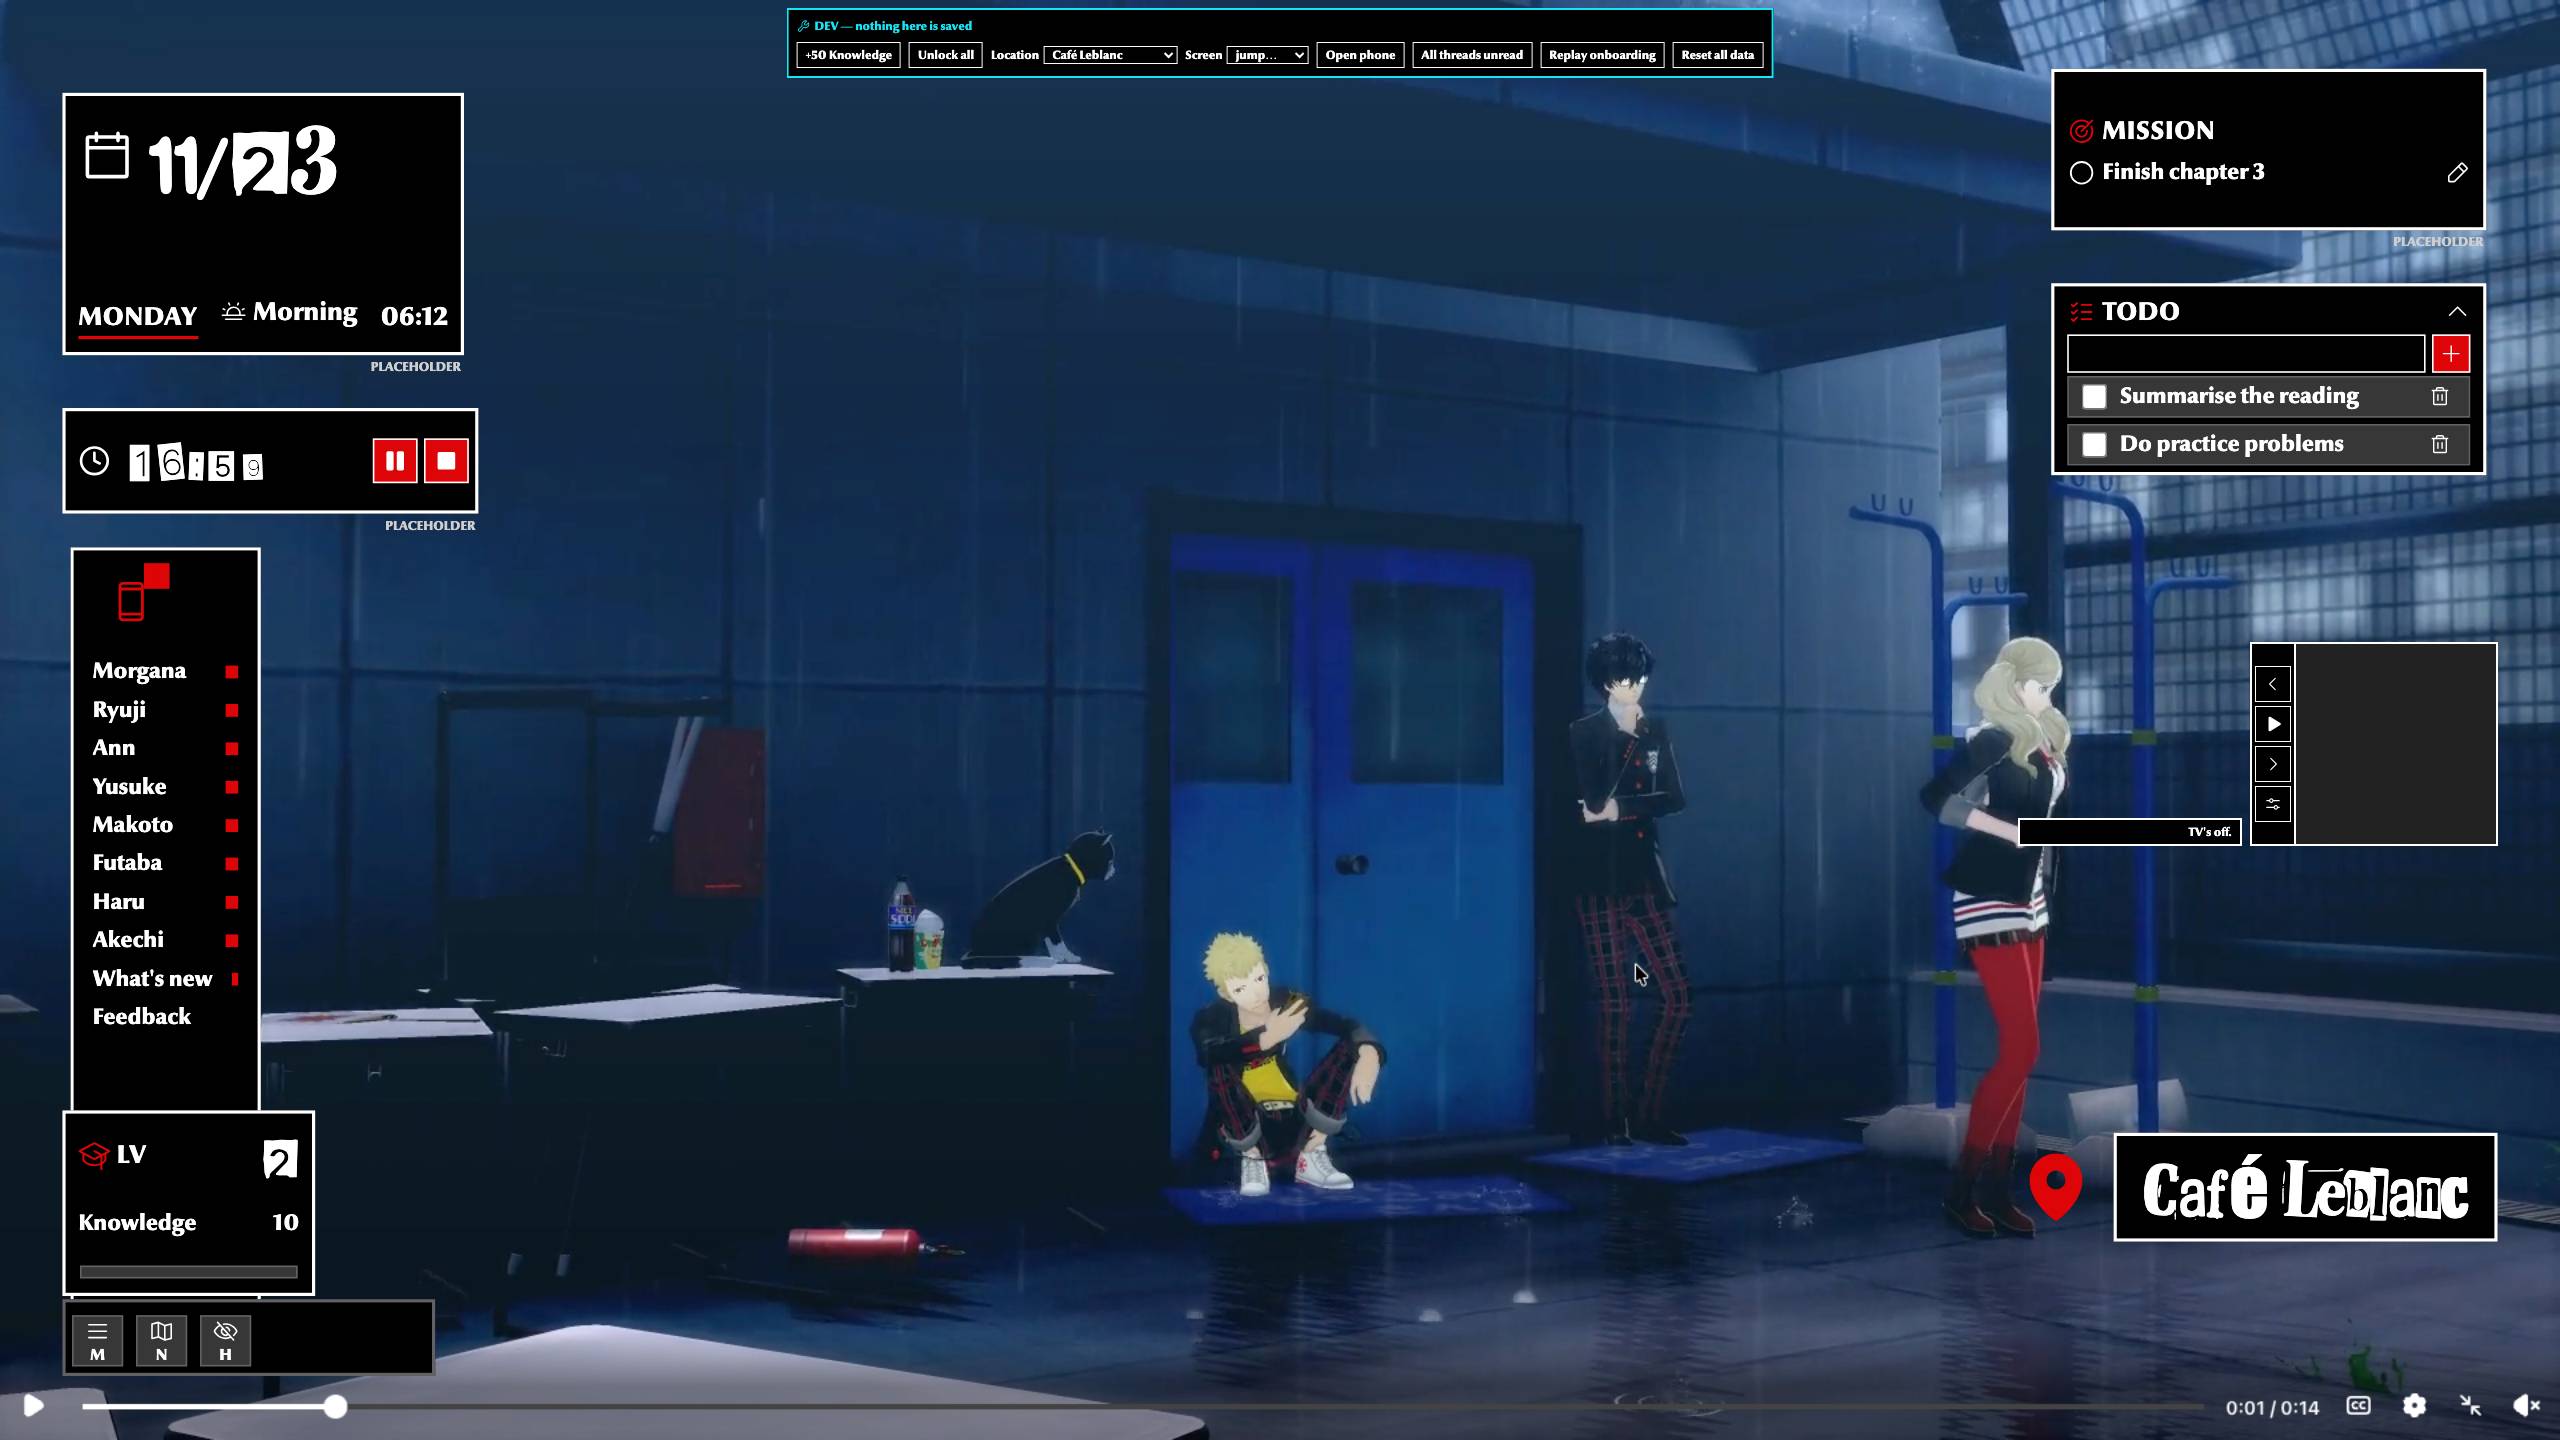 DEV — nothing here is saved
+50 Knowledge Unlock all Location Café Leblanc Screen jump... Open phone All threads unread Replay onboarding Reset all data
11/23
MONDAY Morning 06:12
PLACEHOLDER
16:59
PLACEHOLDER
Morgana
Ryuji
Ann
Yusuke
Makoto
Futaba
Haru
Akechi
What's new
Feedback
LV 2
Knowledge 10
M N H
MISSION
Finish chapter 3
PLACEHOLDER
TODO
Summarise the reading
Do practice problems
TV's off.
Café Leblanc
0:01 / 0:14 CC